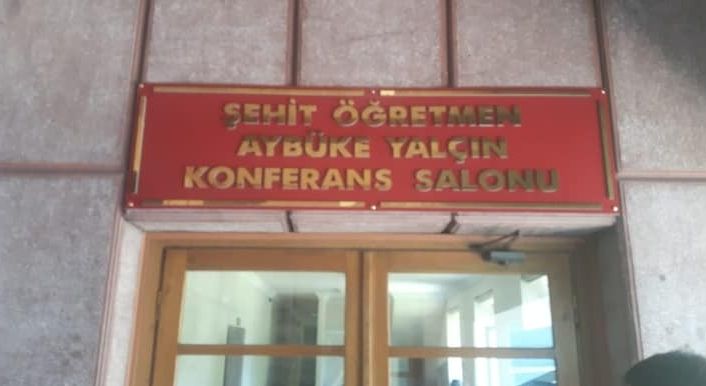 ŞEHİT ÖĞRETMEN
AYBÜKE YALÇIN
KONFERANS SALONU